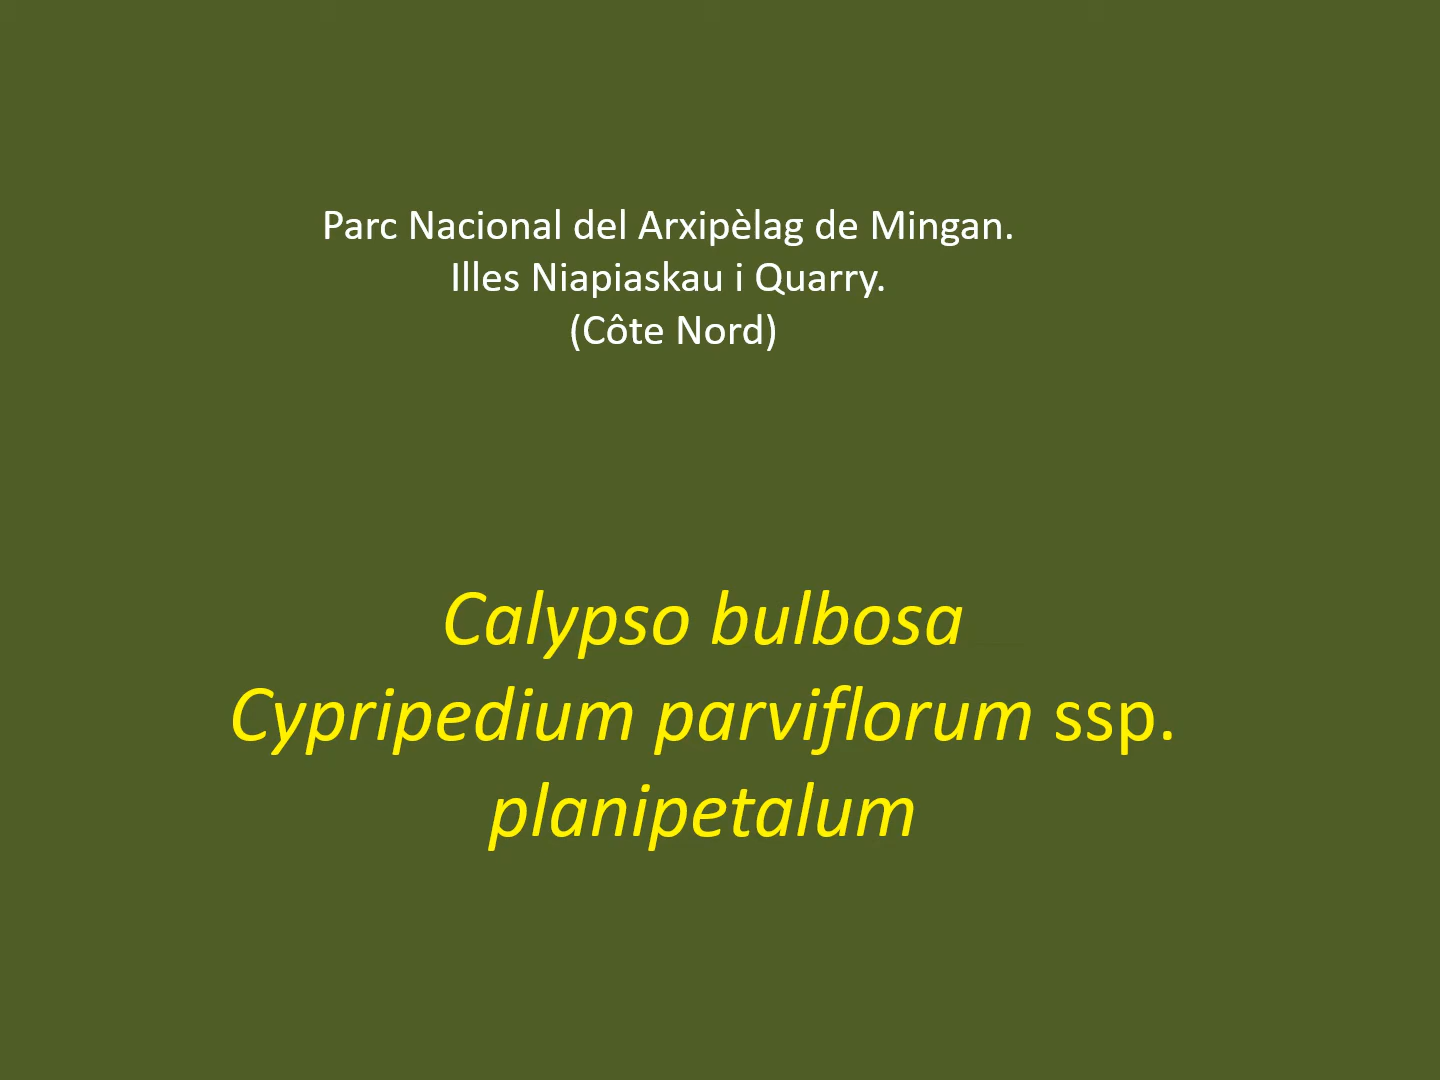 Parc Nacional del Arxipèlag de Mingan.
Illes Niapiaskau i Quarry.
(Côte Nord)
Calypso bulbosa
Cypripedium parviflorum ssp.
planipetalum